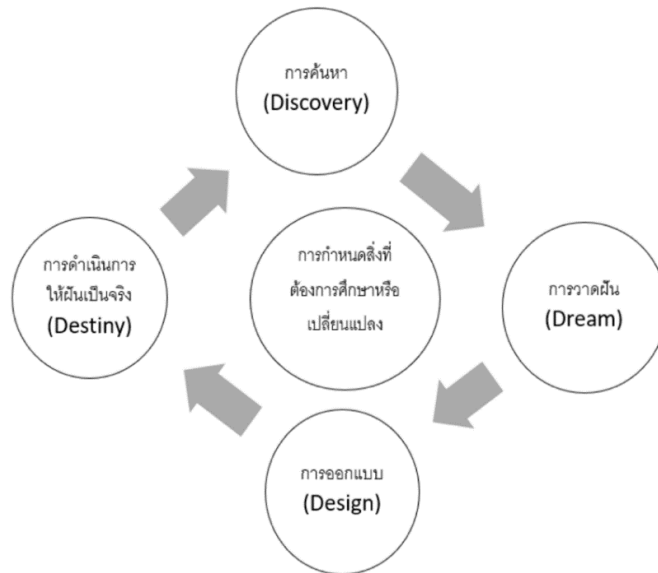 การค้นหา
(Discovery)
การกำหนดสิ่งที่
ต้องการศึกษาหรือ
เปลี่ยนแปลง
การดำเนินการ
ให้ฝันเป็นจริง
(Destiny)
การวาดฝัน
(Dream)
การออกแบบ
(Design)